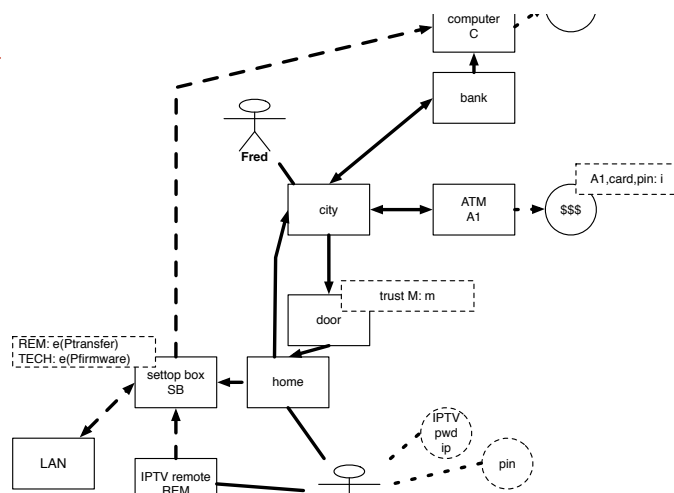 computer
C
bank
Fred
A1,card,pin: i
city
ATM
A1
$$$
trust M: m
door
REM: e(Ptransfer)
TECH: e(Pfirmware)
settop box
SB
home
IPTV
pwd
ip
LAN
pin
IPTV remote
REM